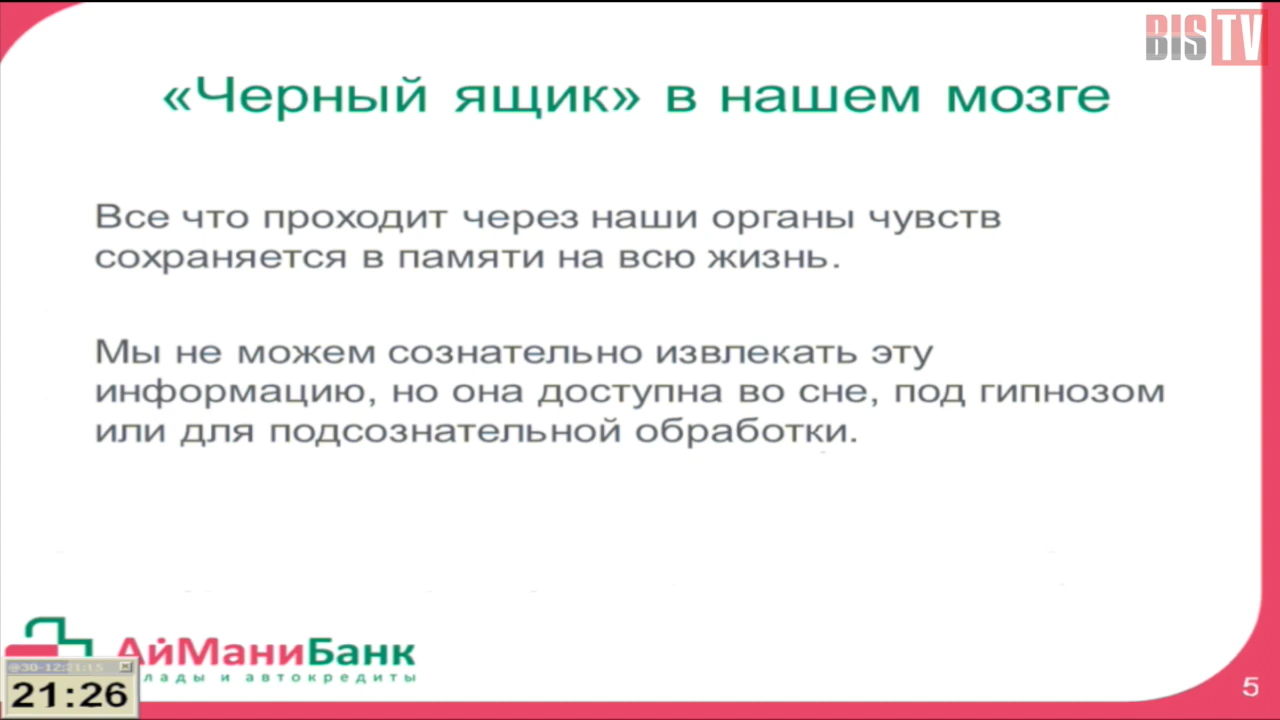 BIS TV
«Черный ящик» в нашем мозге
Все что проходит через наши органы чувств
сохраняется в памяти на всю жизнь.
Мы не можем сознательно извлекать эту
информацию, но она доступна во сне, под гипнозом
или для подсознательной обработки.
АйМаниБанк
и автокредиты
21:26
5